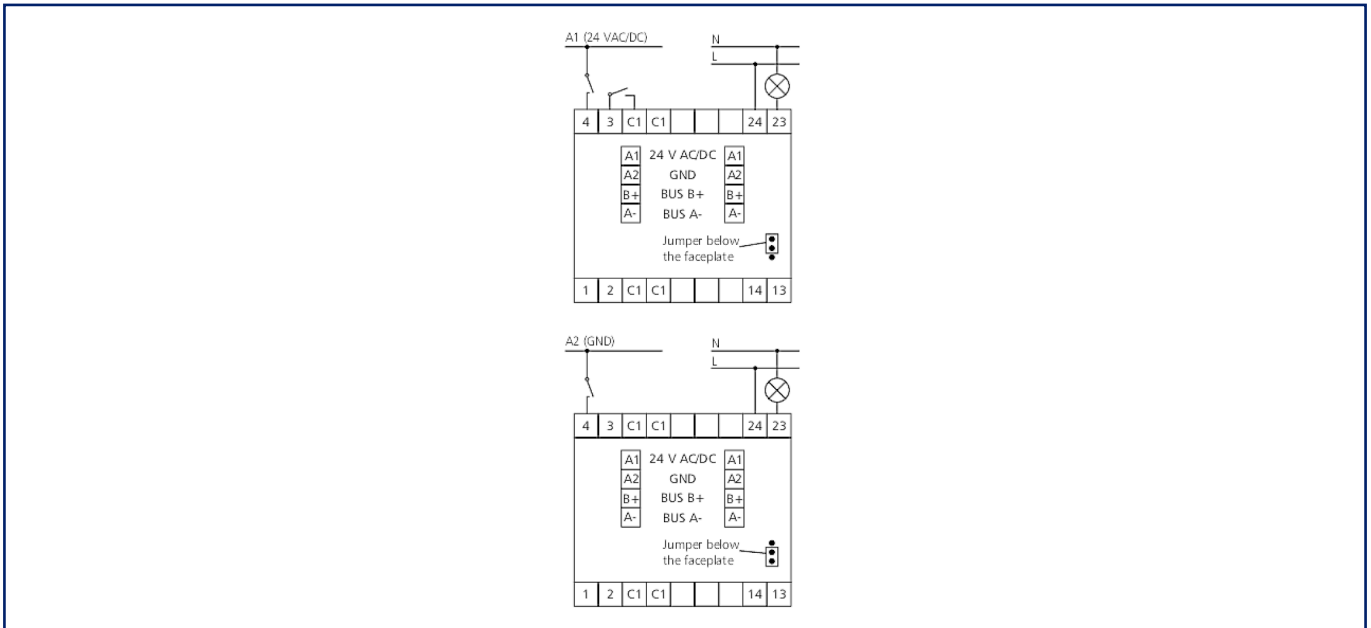 A1 (24 VAC/DC)
N
L
4 3 C1 C1 24 23
A1 24 V AC/DC A1
A2 GND A2
B+ BUS B+ B+
A- BUS A- A-
Jumper below
the faceplate
1 2 C1 C1 14 13
A2 (GND)
N
L
4 3 C1 C1 24 23
A1 24 V AC/DC A1
A2 GND A2
B+ BUS B+ B+
A- BUS A- A-
Jumper below
the faceplate
1 2 C1 C1 14 13